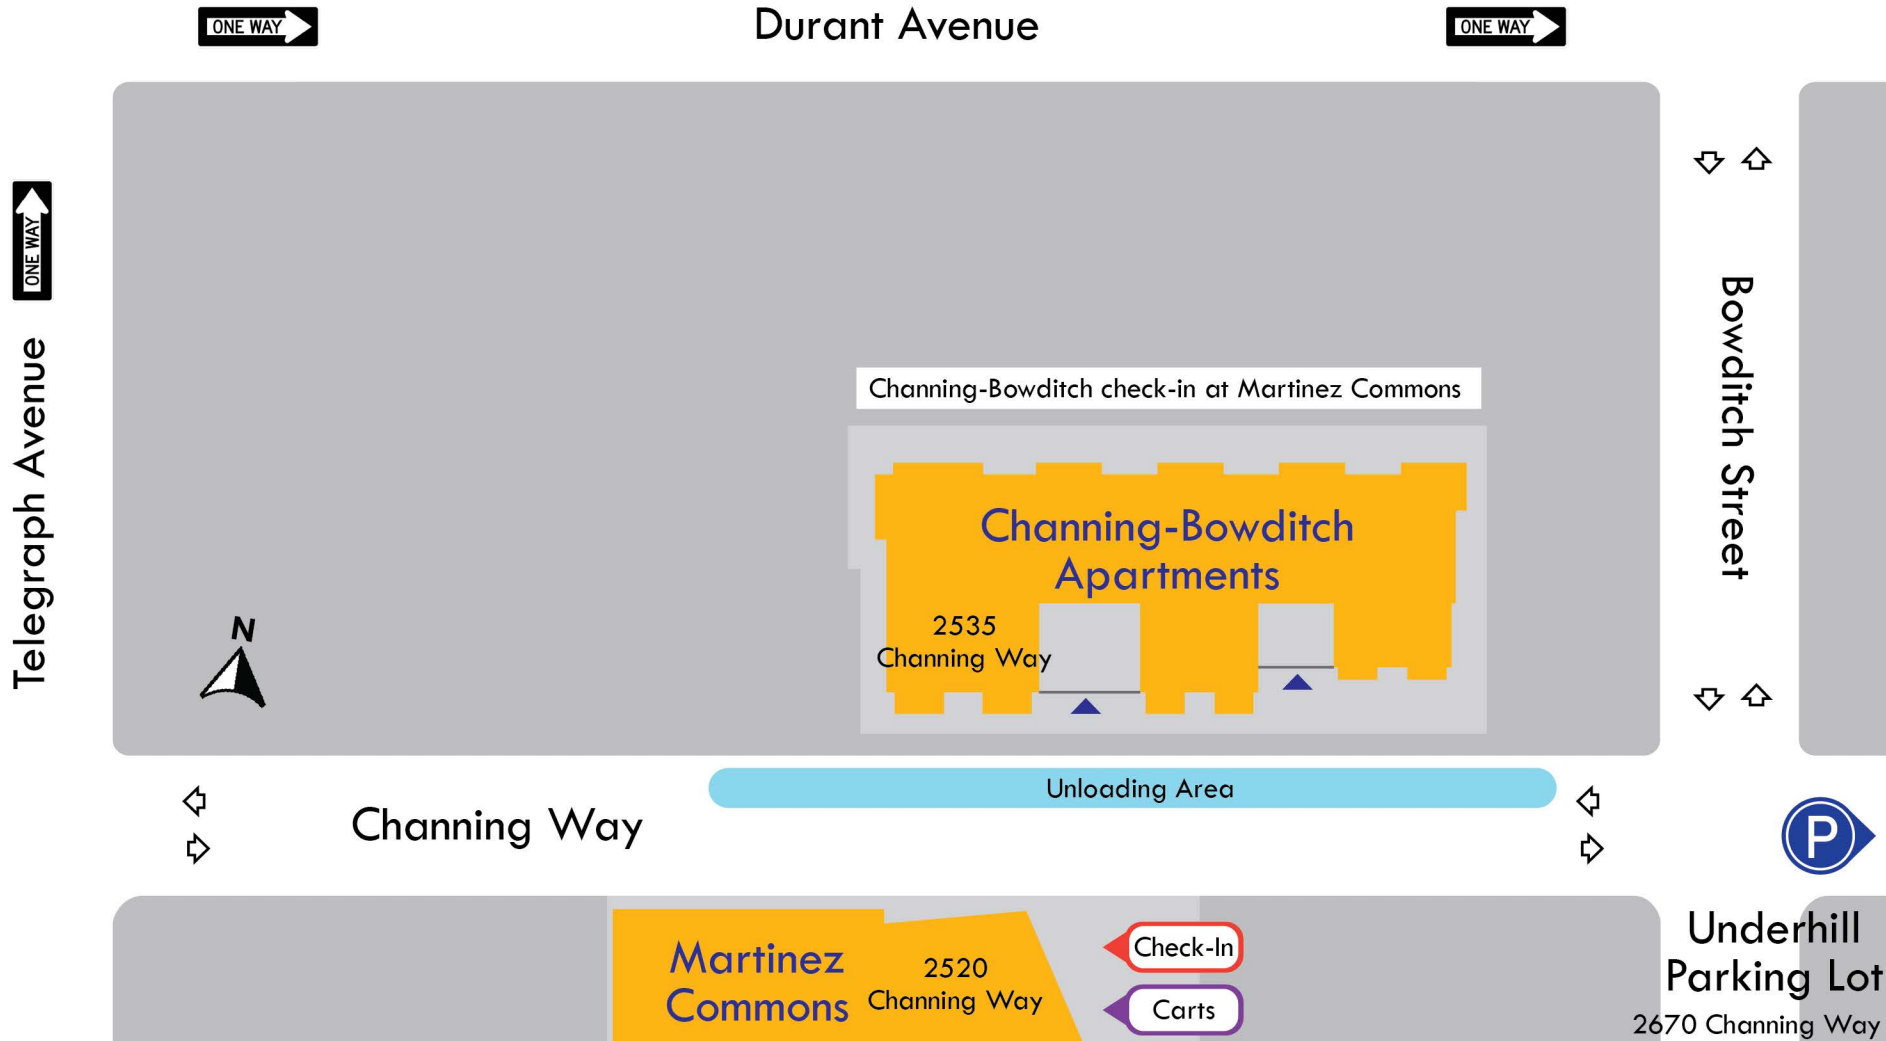 ONE WAY
Durant Avenue
ONE WAY
ONE WAY
Telegraph Avenue
Bowditch Street
Channing-Bowditch check-in at Martinez Commons
Channing-Bowditch
Apartments
2535
Channing Way
N
Unloading Area
Channing Way
P
Martinez
Commons
2520
Channing Way
Check-In
Carts
Underhill
Parking Lot
2670 Channing Way